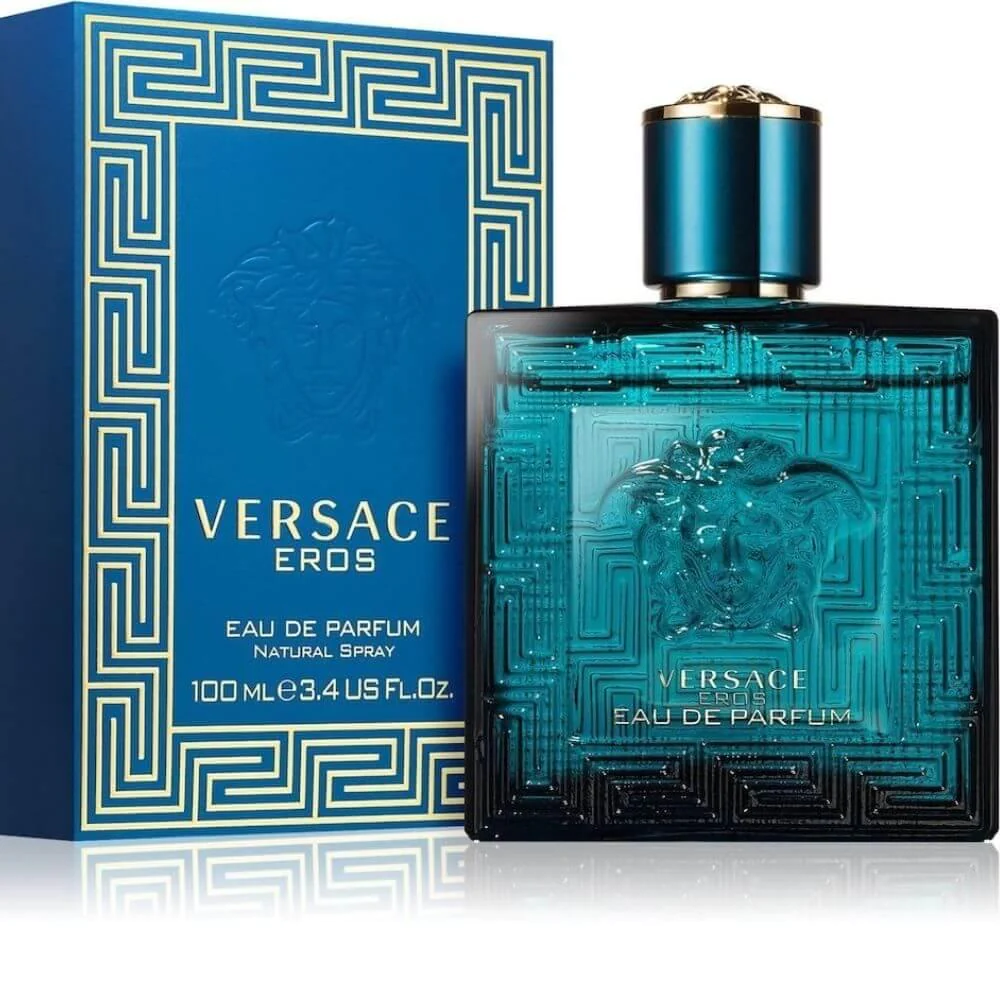 VERSACE
EROS
EAU DE PARFUM
NATURAL SPRAY
100 ML ℮ 3.4 US FL.OZ.
VERSACE
EROS
EAU DE PARFUM